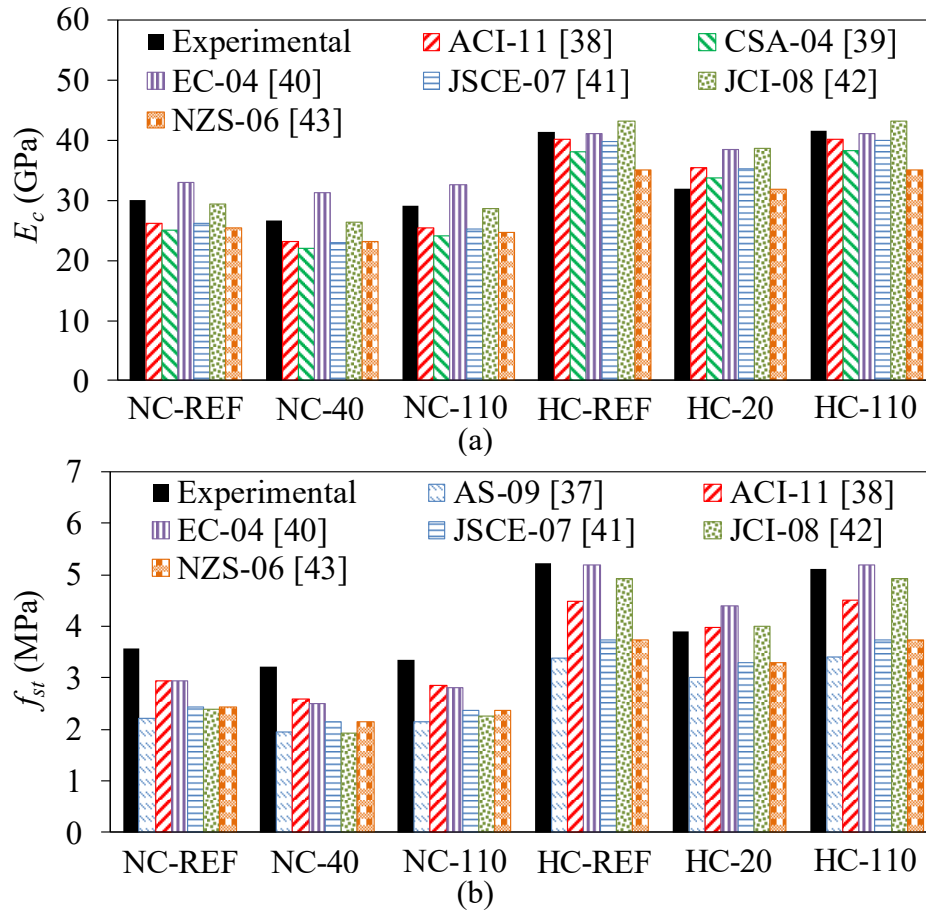 60
50
40
30
20
10
0
E_c (GPa)
Experimental ACI-11 [38] CSA-04 [39]
EC-04 [40] JSCE-07 [41] JCI-08 [42]
NZS-06 [43]
NC-REF NC-40 NC-110 HC-REF HC-20 HC-110
(a)
7
6
5
4
3
2
1
0
f_st (MPa)
Experimental AS-09 [37] ACI-11 [38]
EC-04 [40] JSCE-07 [41] JCI-08 [42]
NZS-06 [43]
NC-REF NC-40 NC-110 HC-REF HC-20 HC-110
(b)